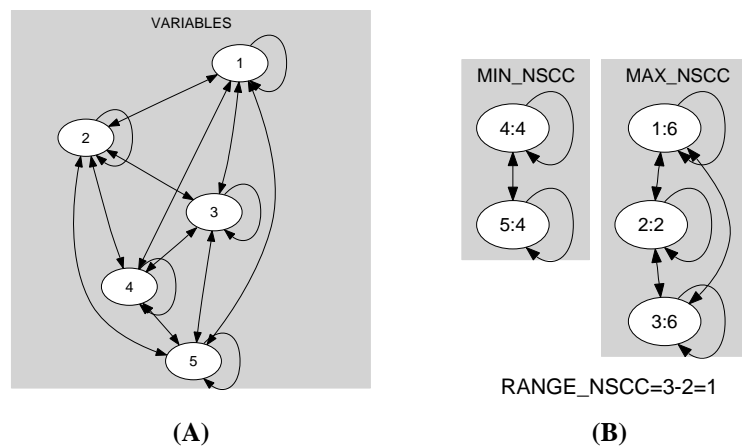 VARIABLES
1
2
3
4
5
(A)
MIN_NSCC
4:4
5:4
MAX_NSCC
1:6
2:2
3:6
RANGE_NSCC=3-2=1
(B)